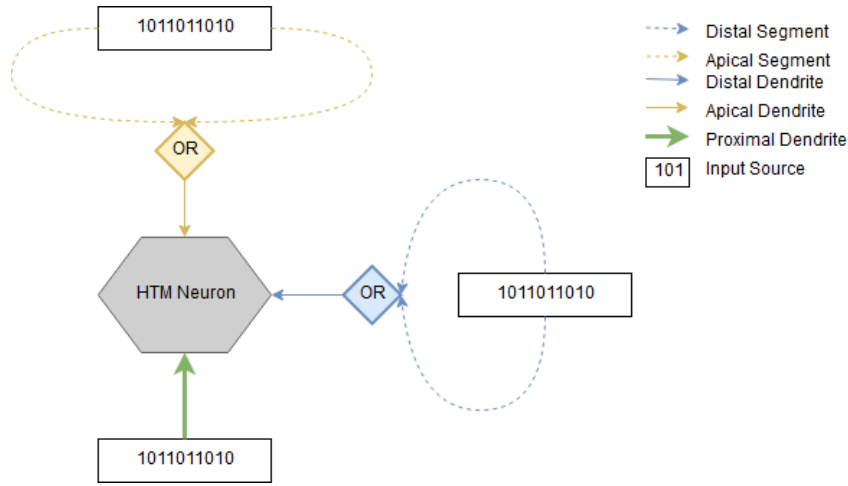 1011011010
OR
HTM Neuron
OR
1011011010
1011011010
Distal Segment
Apical Segment
Distal Dendrite
Apical Dendrite
Proximal Dendrite
101 Input Source